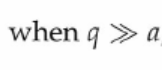 when q ≫ a,